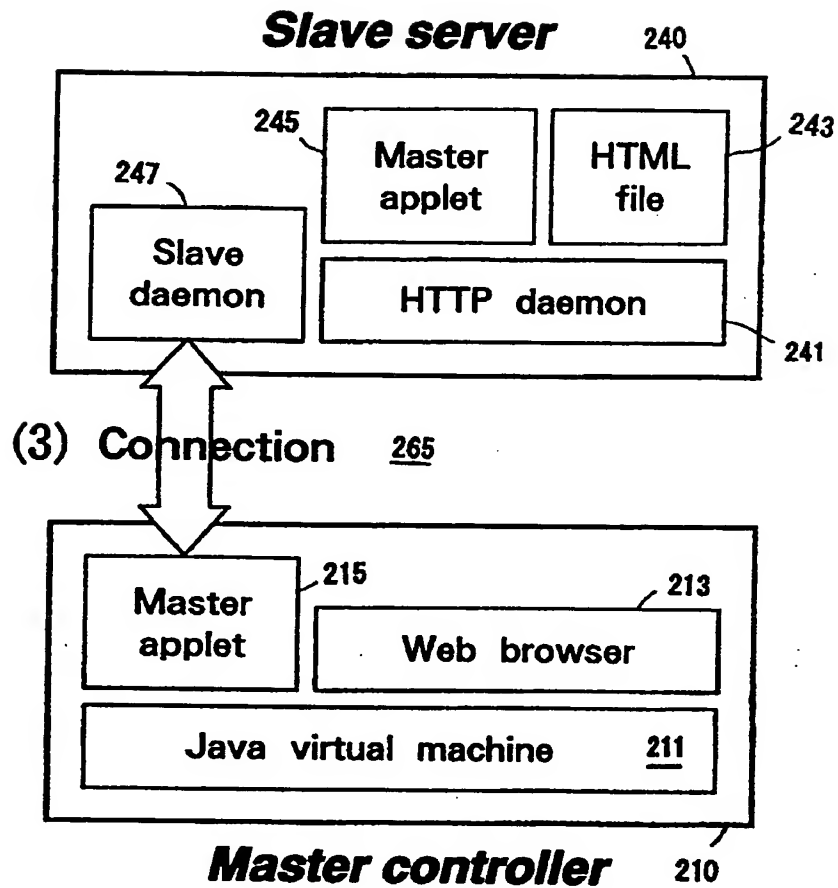 Slave server
240
245
243
Master
applet
HTML
file
247
Slave
daemon
HTTP daemon
241
(3) Connection 265
215
213
Master
applet
Web browser
Java virtual machine 211
Master controller 210